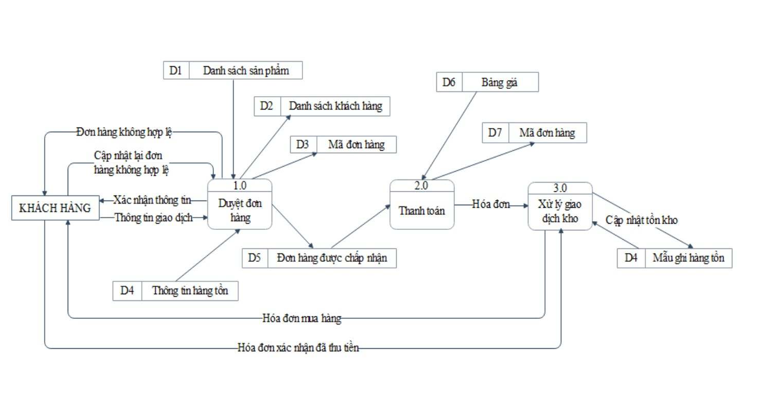 D1 Danh sách sản phẩm
D6 Bảng giá
D2 Danh sách khách hàng
Đơn hàng không hợp lệ
D7 Mã đơn hàng
D3 Mã đơn hàng
Cập nhật lại đơn
hàng không hợp lệ
1.0
2.0
3.0
Xác nhận thông tin
Duyệt đơn
hàng
KHÁCH HÀNG
Thông tin giao dịch
Thanh toán
Hóa đơn
Xử lý giao
dịch kho
Cập nhật tồn kho
D5 Đơn hàng được chấp nhận
D4 Mẫu ghi hàng tồn
D4 Thông tin hàng tồn
Hóa đơn mua hàng
Hóa đơn xác nhận đã thu tiền